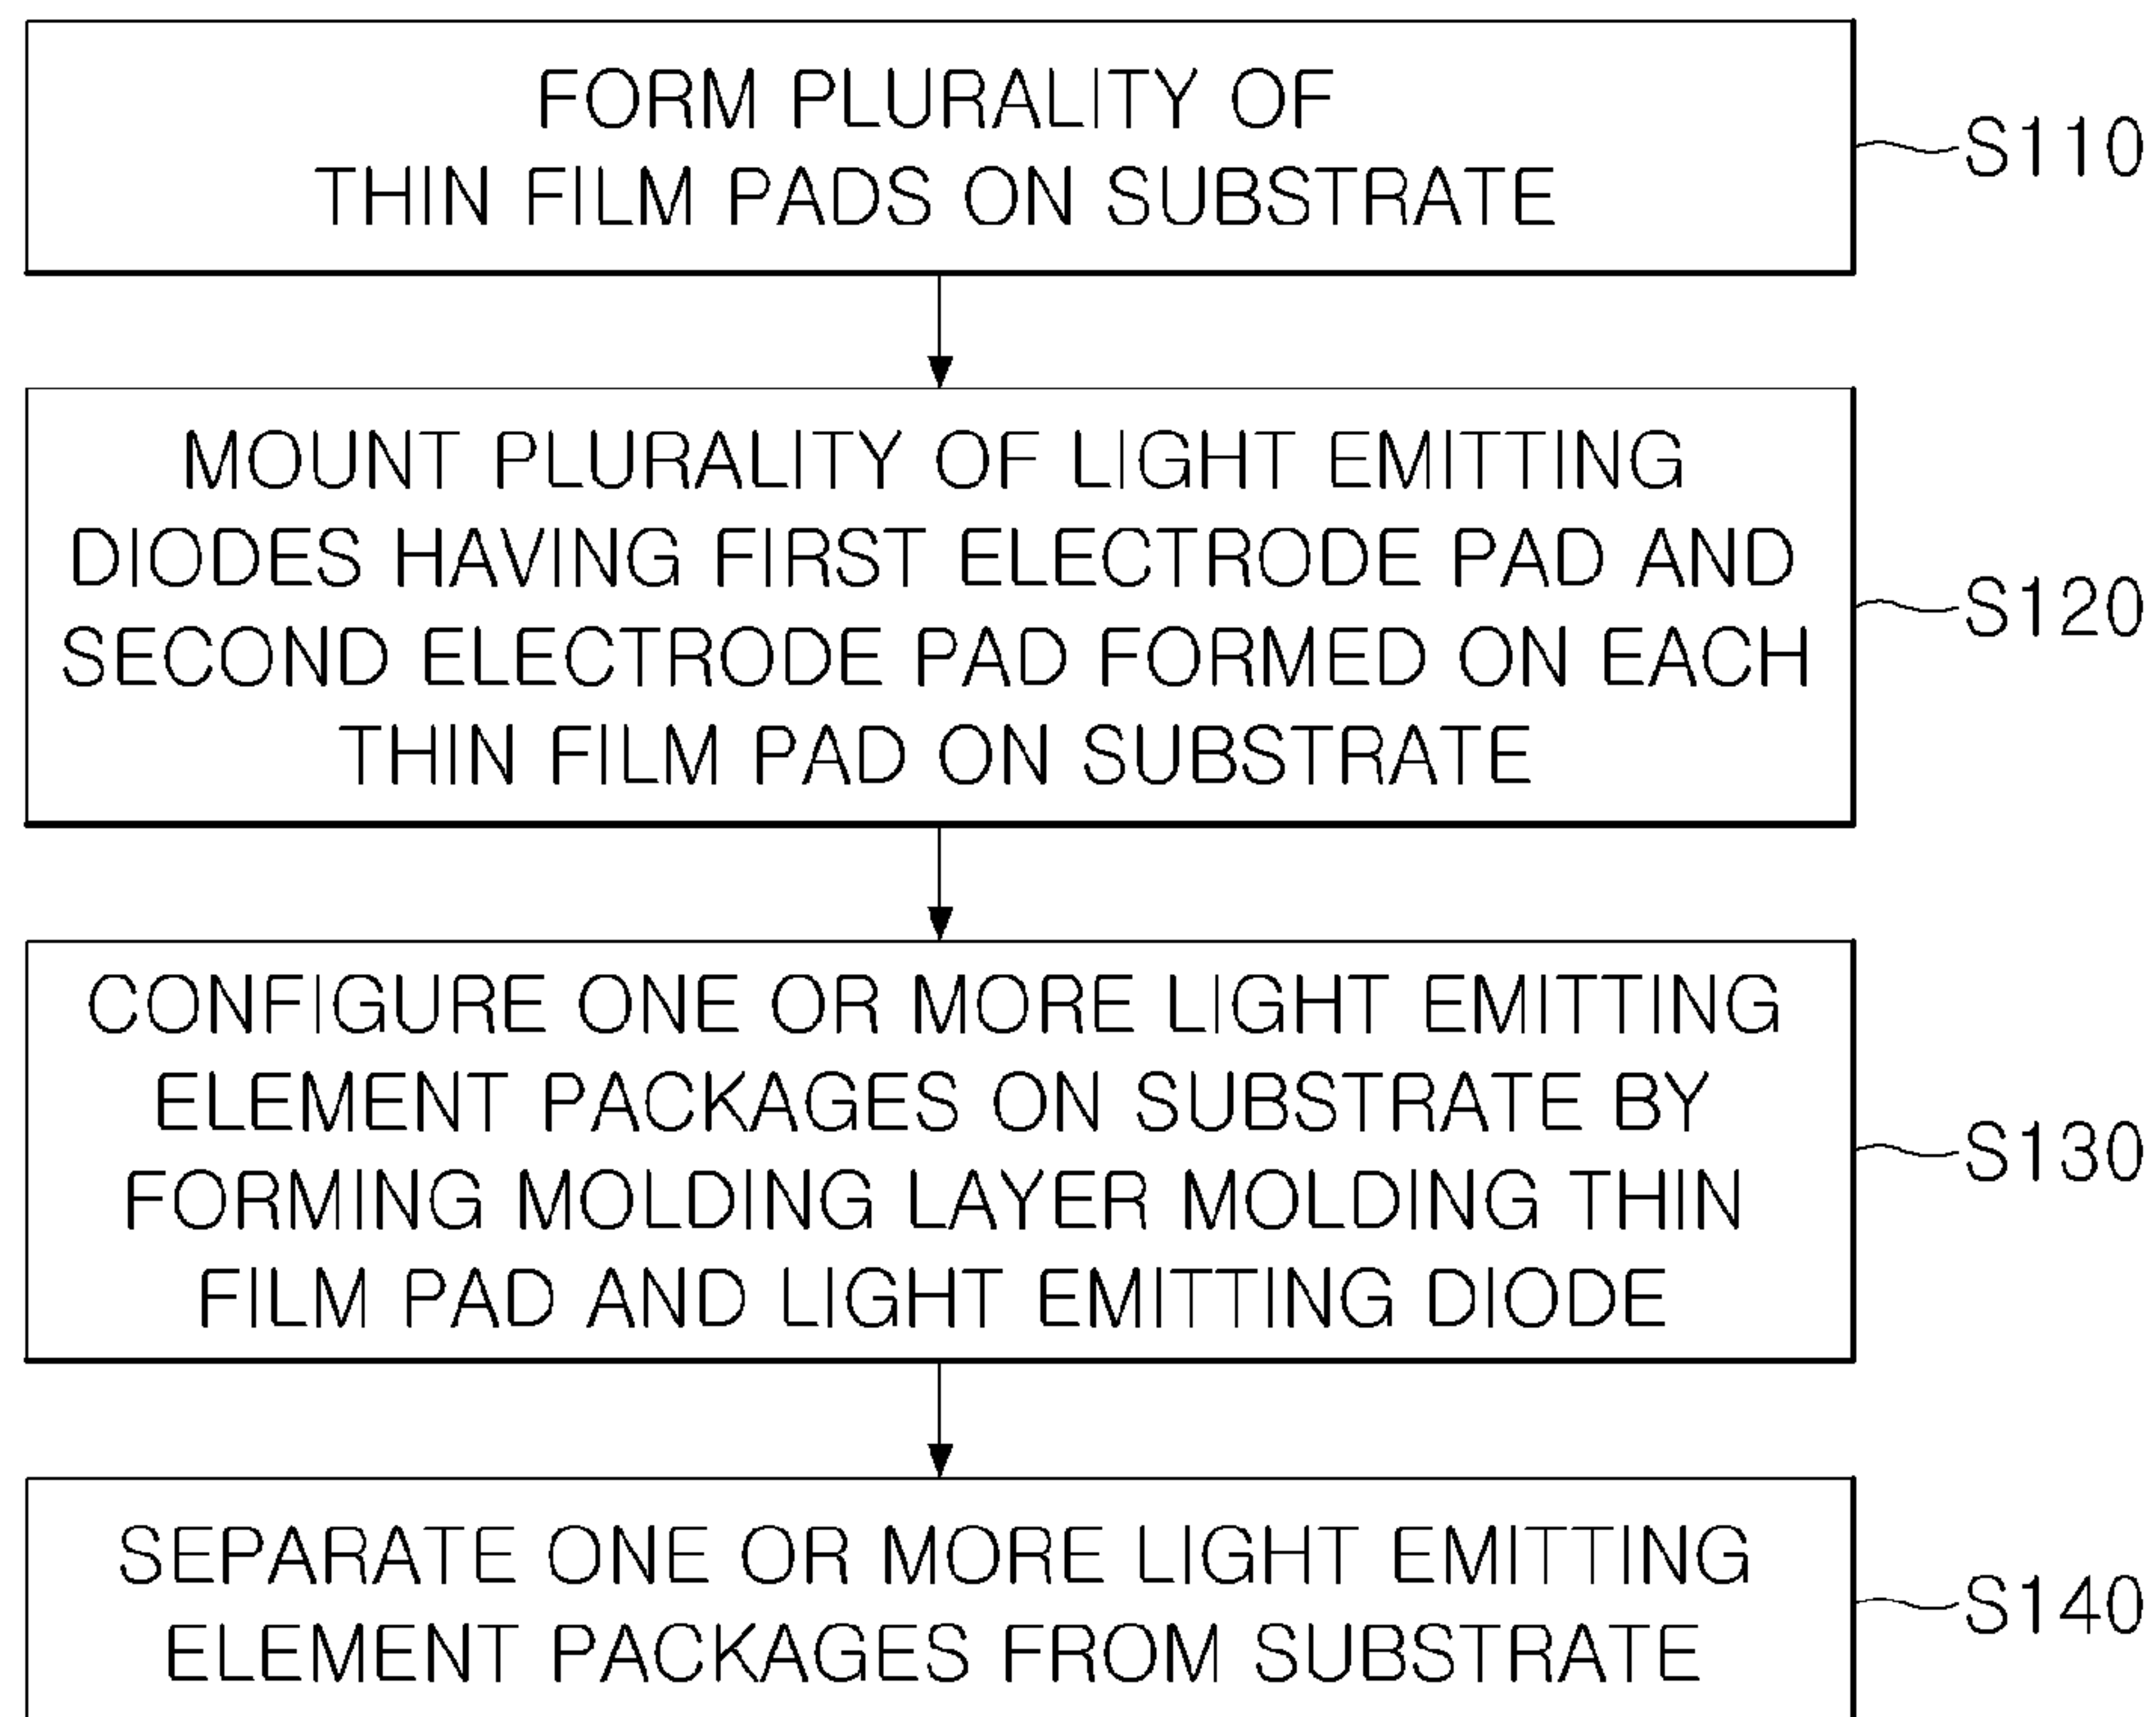 FORM PLURALITY OF
THIN FILM PADS ON SUBSTRATE
S110
MOUNT PLURALITY OF LIGHT EMITTING
DIODES HAVING FIRST ELECTRODE PAD AND
SECOND ELECTRODE PAD FORMED ON EACH
THIN FILM PAD ON SUBSTRATE
S120
CONFIGURE ONE OR MORE LIGHT EMITTING
ELEMENT PACKAGES ON SUBSTRATE BY
FORMING MOLDING LAYER MOLDING THIN
FILM PAD AND LIGHT EMITTING DIODE
S130
SEPARATE ONE OR MORE LIGHT EMITTING
ELEMENT PACKAGES FROM SUBSTRATE
S140